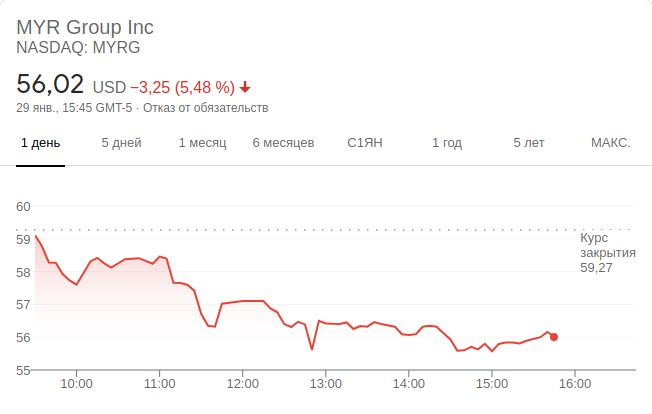 MYR Group Inc
NASDAQ: MYRG
56,02 USD −3,25 (5,48 %)
29 янв., 15:45 GMT-5 · Отказ от обязательств
1 день 5 дней 1 месяц 6 месяцев С1ЯН 1 год 5 лет МАКС.
60
59
58
57
56
55
Курс
закрытия
59,27
10:00 11:00 12:00 13:00 14:00 15:00 16:00